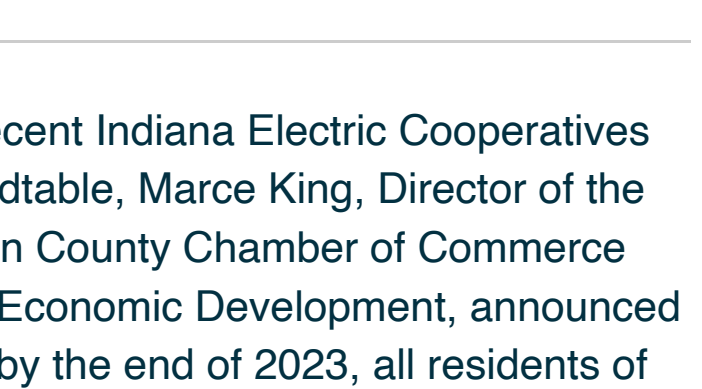 cent Indiana Electric Cooperatives
dtable, Marce King, Director of the
n County Chamber of Commerce
Economic Development, announced
by the end of 2023, all residents of